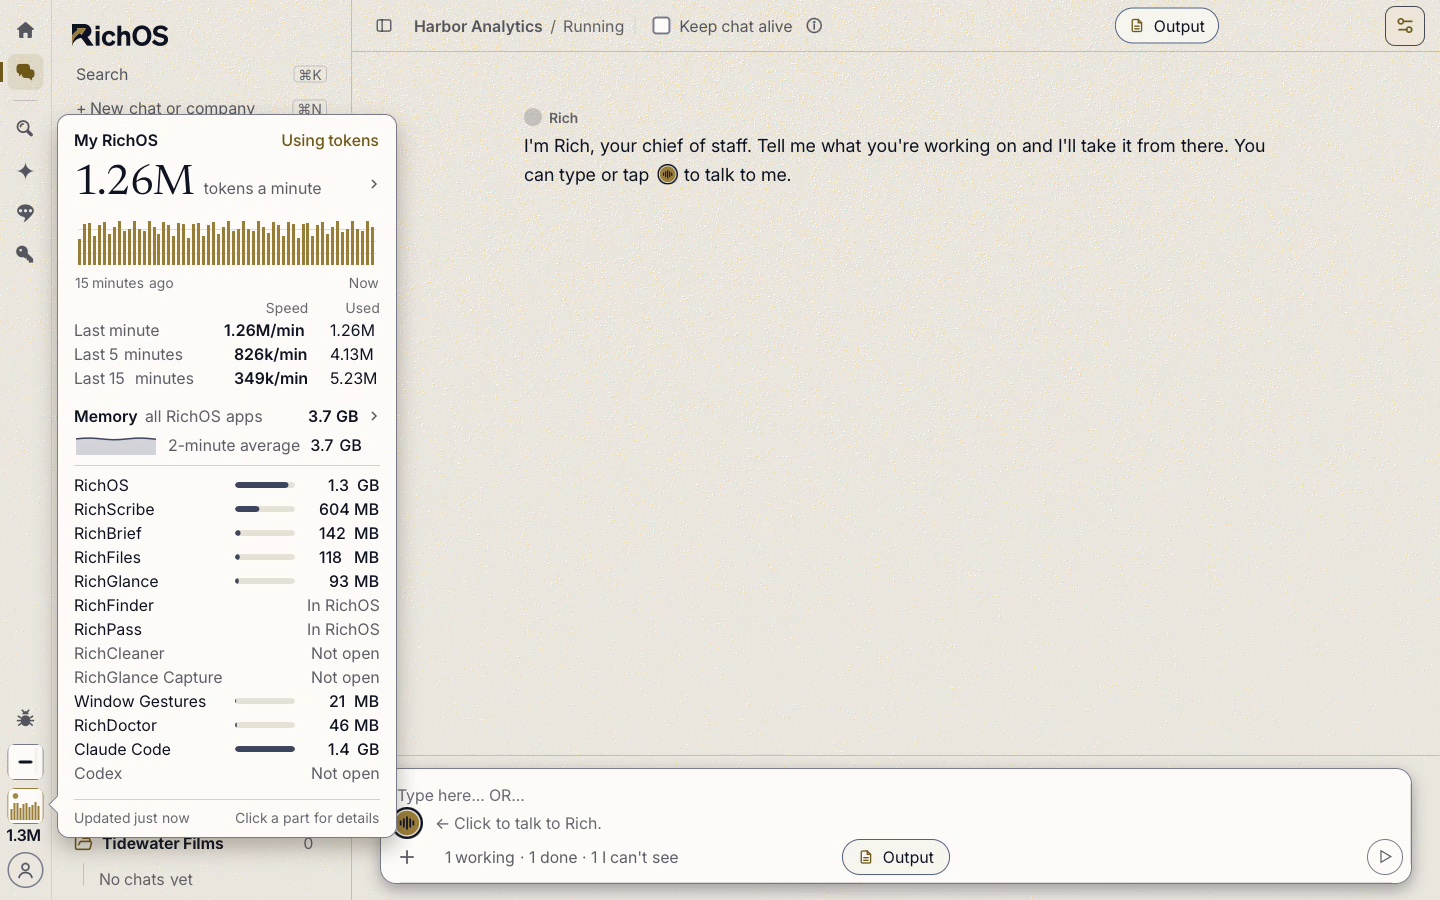 RichOS
Search ⌘K
+ New chat or company ⌘N
Harbor Analytics / Running
Keep chat alive
Output
My RichOS Using tokens
1.26M tokens a minute
15 minutes ago Now
Speed Used
Last minute 1.26M/min 1.26M
Last 5 minutes 826k/min 4.13M
Last 15 minutes 349k/min 5.23M
Memory all RichOS apps 3.7 GB
2-minute average 3.7 GB
RichOS 1.3 GB
RichScribe 604 MB
RichBrief 142 MB
RichFiles 118 MB
RichGlance 93 MB
RichFinder In RichOS
RichPass In RichOS
RichCleaner Not open
RichGlance Capture Not open
Window Gestures 21 MB
RichDoctor 46 MB
Claude Code 1.4 GB
Codex Not open
Updated just now Click a part for details
1.3M
Tidewater Films 0
No chats yet
Rich
I'm Rich, your chief of staff. Tell me what you're working on and I'll take it from there. You
can type or tap to talk to me.
Type here... OR...
← Click to talk to Rich.
1 working · 1 done · 1 I can't see
Output